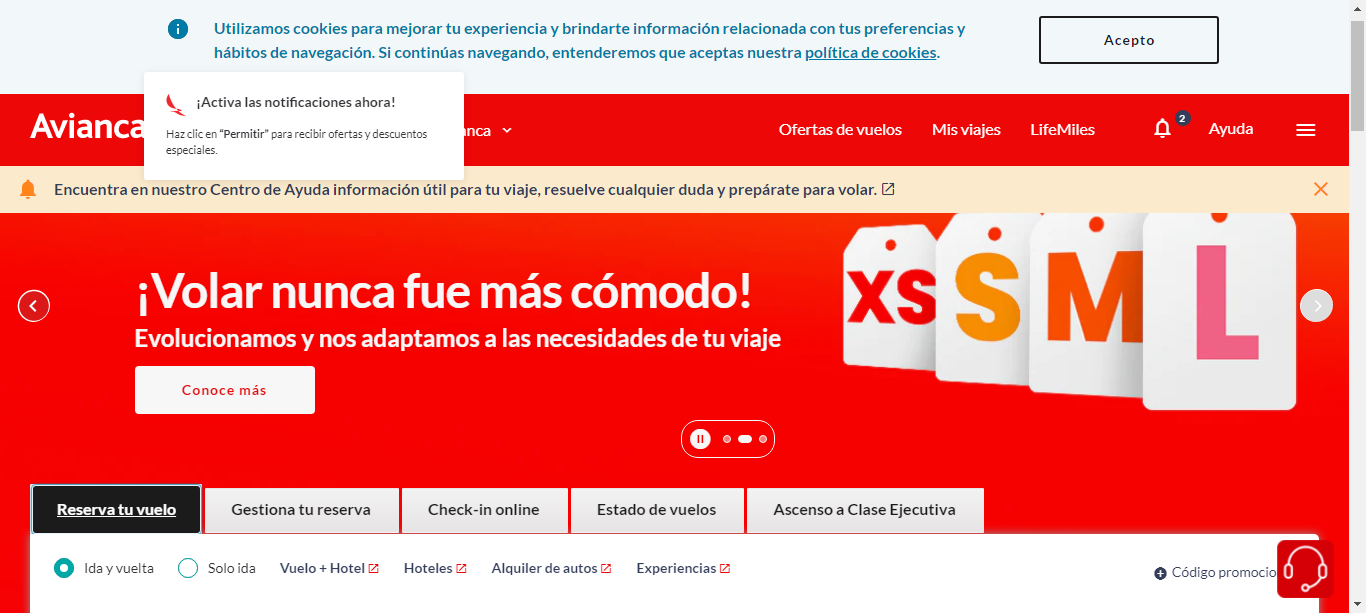 Utilizamos cookies para mejorar tu experiencia y brindarte información relacionada con tus preferencias y
hábitos de navegación. Si continúas navegando, entenderemos que aceptas nuestra política de cookies.
Acepto
¡Activa las notificaciones ahora!
Haz clic en “Permitir” para recibir ofertas y descuentos
especiales.
Avianca
anca
Ofertas de vuelos
Mis viajes
LifeMiles
2
Ayuda
Encuentra en nuestro Centro de Ayuda información útil para tu viaje, resuelve cualquier duda y prepárate para volar.
¡Volar nunca fue más cómodo!
Evolucionamos y nos adaptamos a las necesidades de tu viaje
Conoce más
XS S M L
Reserva tu vuelo
Gestiona tu reserva
Check-in online
Estado de vuelos
Ascenso a Clase Ejecutiva
Ida y vuelta
Solo ida
Vuelo + Hotel
Hoteles
Alquiler de autos
Experiencias
Código promocio